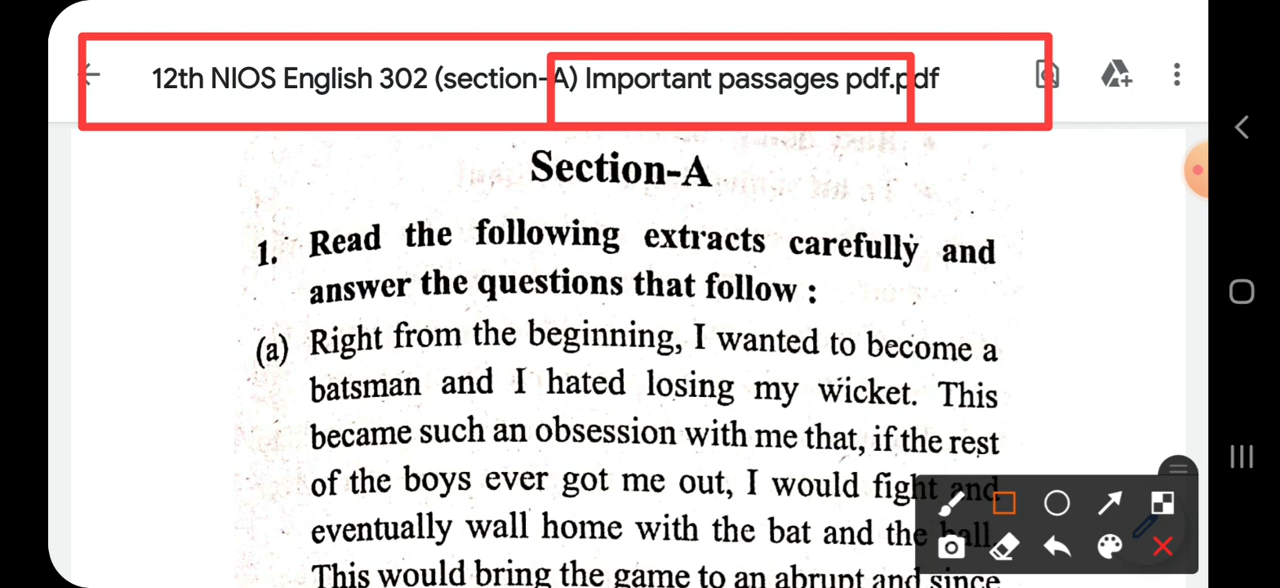 12th NIOS English 302 (section-A) Important passages pdf.pdf
Section-A
1. Read the following extracts carefully and
answer the questions that follow :
(a) Right from the beginning, I wanted to become a
batsman and I hated losing my wicket. This
became such an obsession with me that, if the rest
of the boys ever got me out, I would fight and
eventually wall home with the bat and the ball.
This would bring the game to an abrupt and since